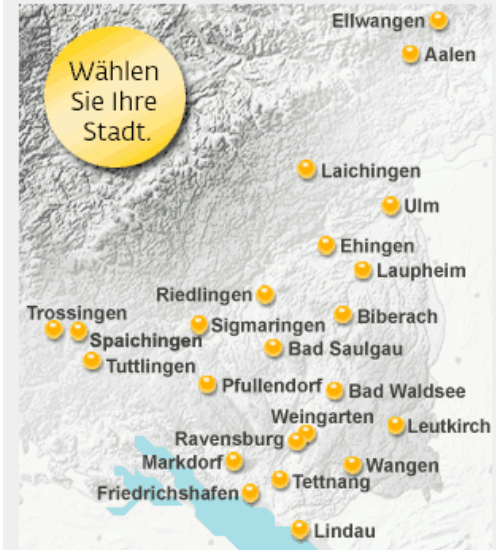 Ellwangen
Aalen
Wählen
Sie Ihre
Stadt.
Laichingen
Ulm
Ehingen
Laupheim
Riedlingen
Trossingen
Sigmaringen
Biberach
Spaichingen
Bad Saulgau
Tuttlingen
Pfullendorf
Bad Waldsee
Weingarten
Leutkirch
Ravensburg
Markdorf
Wangen
Tettnang
Friedrichshafen
Lindau